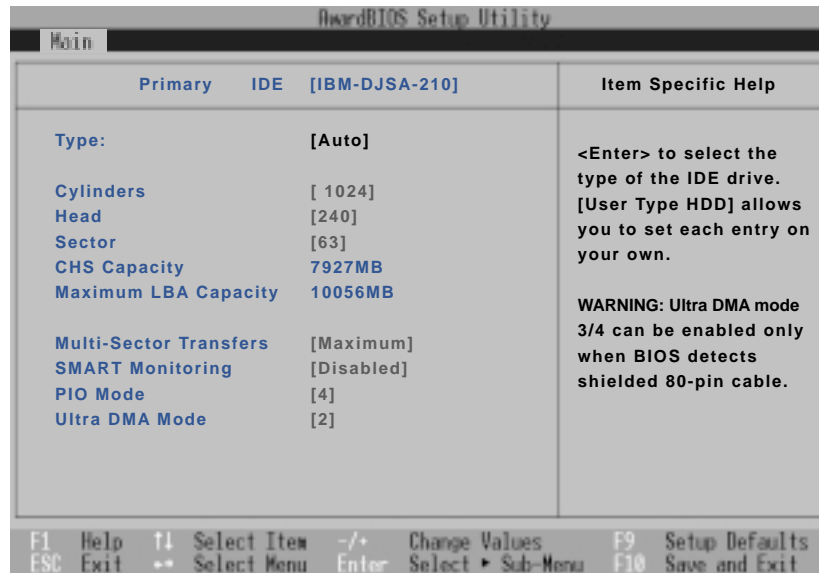 AwardBIOS Setup Utility
Main
Primary IDE [IBM-DJSA-210]
Item Specific Help
Type: [Auto]
Cylinders [ 1024]
Head [240]
Sector [63]
CHS Capacity 7927MB
Maximum LBA Capacity 10056MB
Multi-Sector Transfers [Maximum]
SMART Monitoring [Disabled]
PIO Mode [4]
Ultra DMA Mode [2]
<Enter> to select the
type of the IDE drive.
[User Type HDD] allows
you to set each entry on
your own.
WARNING: Ultra DMA mode
3/4 can be enabled only
when BIOS detects
shielded 80-pin cable.
F1 Help ↑↓ Select Item -/+ Change Values F9 Setup Defaults
ESC Exit ←→ Select Menu Enter Select ► Sub-Menu F10 Save and Exit